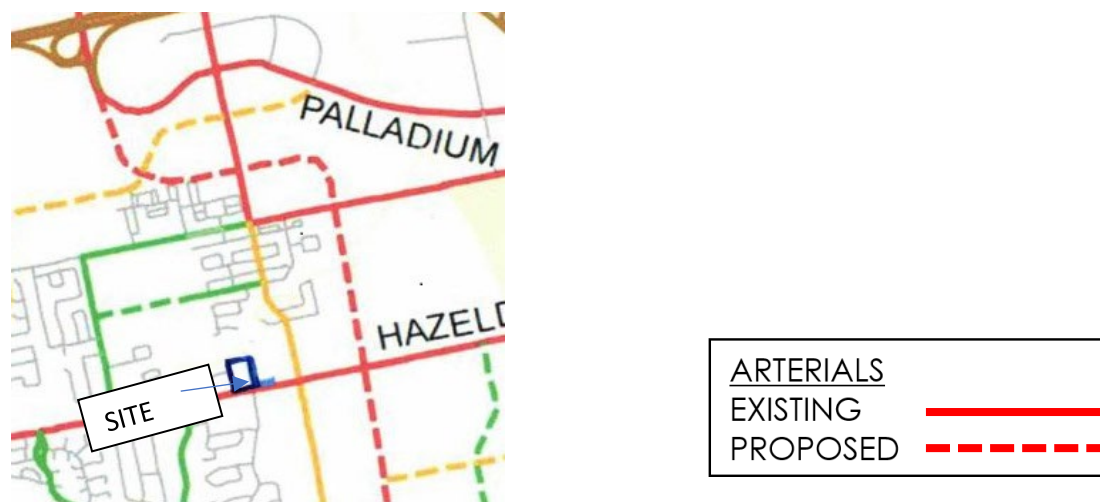 PALLADIUM
HAZELD
SITE
ARTERIALS
EXISTING
PROPOSED